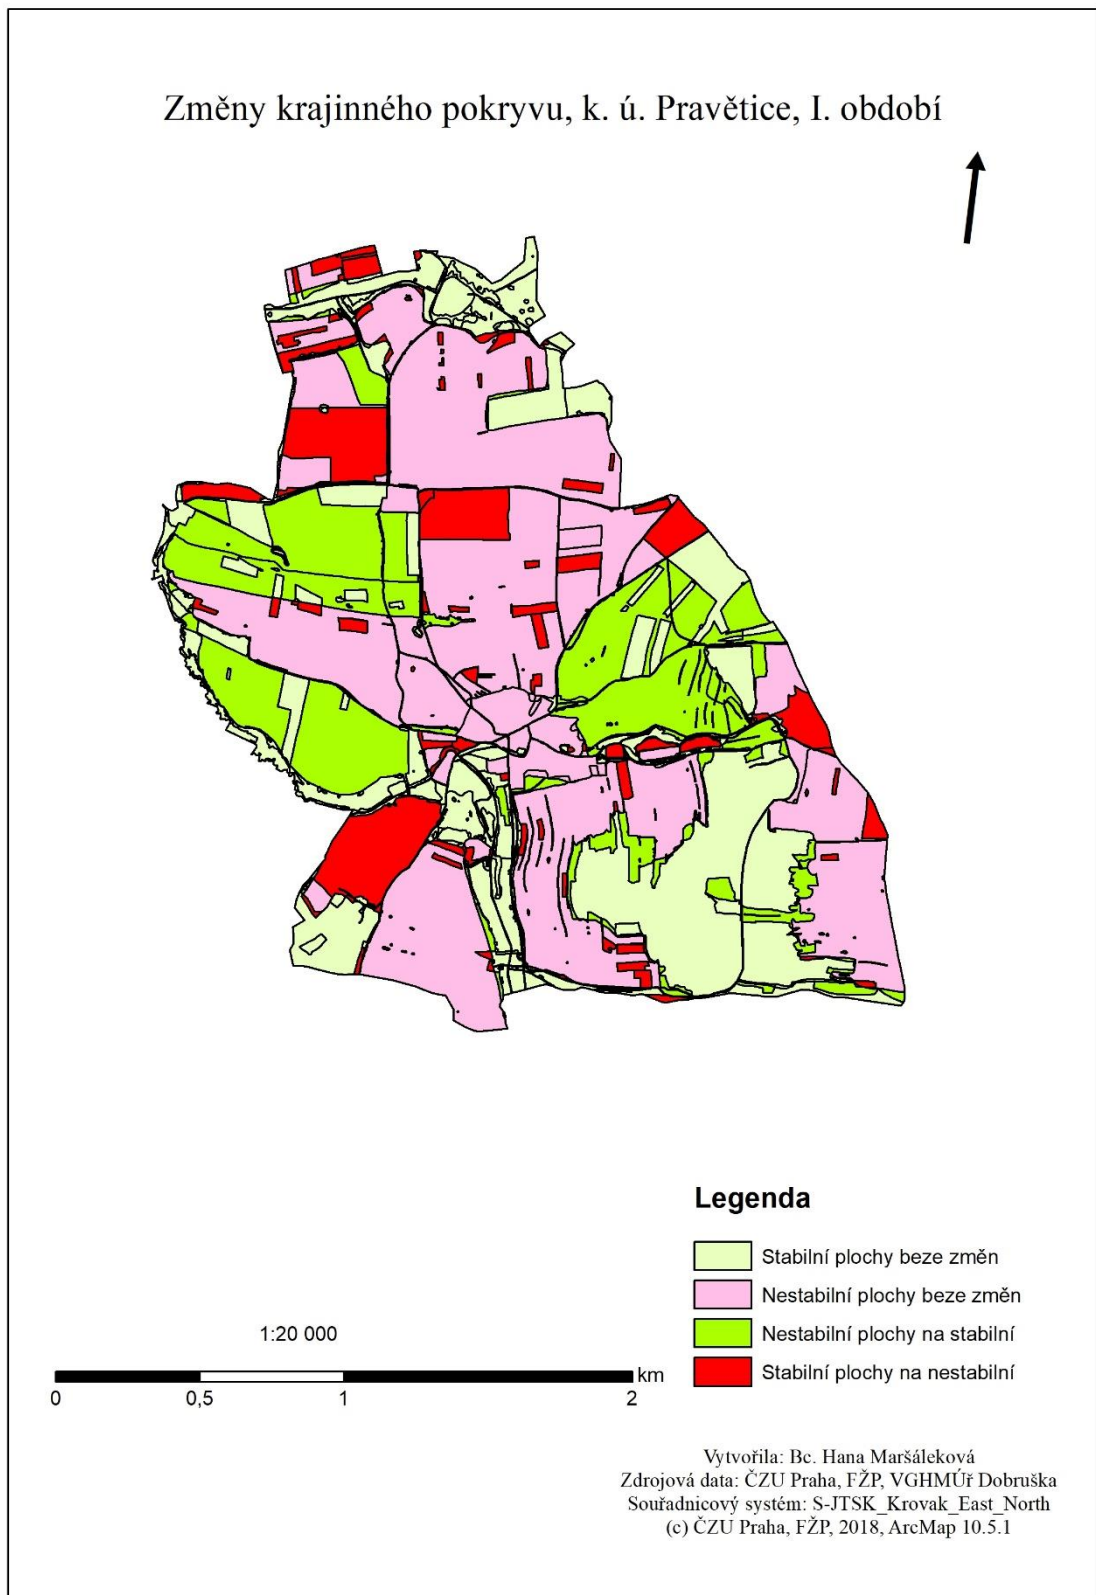 Změny krajinného pokryvu, k. ú. Pravětice, I. období
Legenda
Stabilní plochy beze změn
Nestabilní plochy beze změn
Nestabilní plochy na stabilní
Stabilní plochy na nestabilní
1:20 000
km
0 0,5 1 2
Vytvořila: Bc. Hana Maršáleková
Zdrojová data: ČZU Praha, FŽP, VGHMÚř Dobruška
Souřadnicový systém: S-JTSK_Krovak_East_North
(c) ČZU Praha, FŽP, 2018, ArcMap 10.5.1